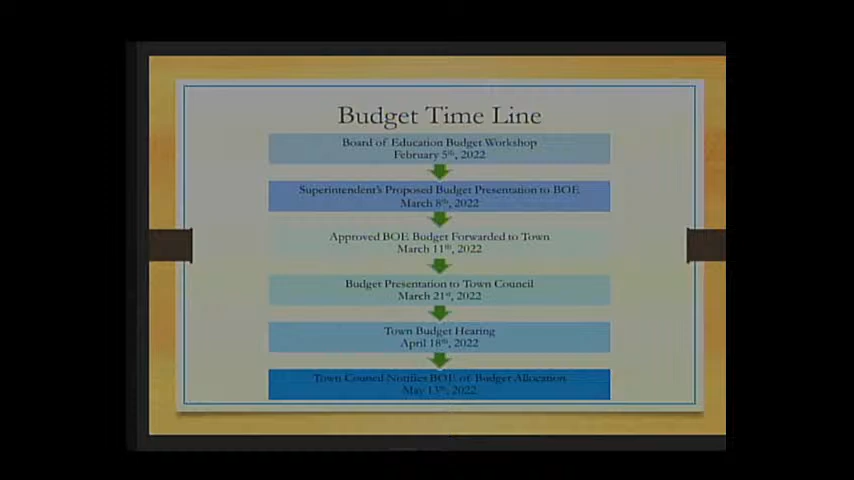 Budget Time Line
Board of Education Budget Workshop
February 5th, 2022
Superintendent's Proposed Budget Presentation to BOE
March 8th, 2022
Approved BOE Budget Forwarded to Town
March 11th, 2022
Budget Presentation to Town Council
March 21st, 2022
Town Budget Hearing
April 18th, 2022
Town Council Notifies BOE of Budget Allocation
May 13th, 2022